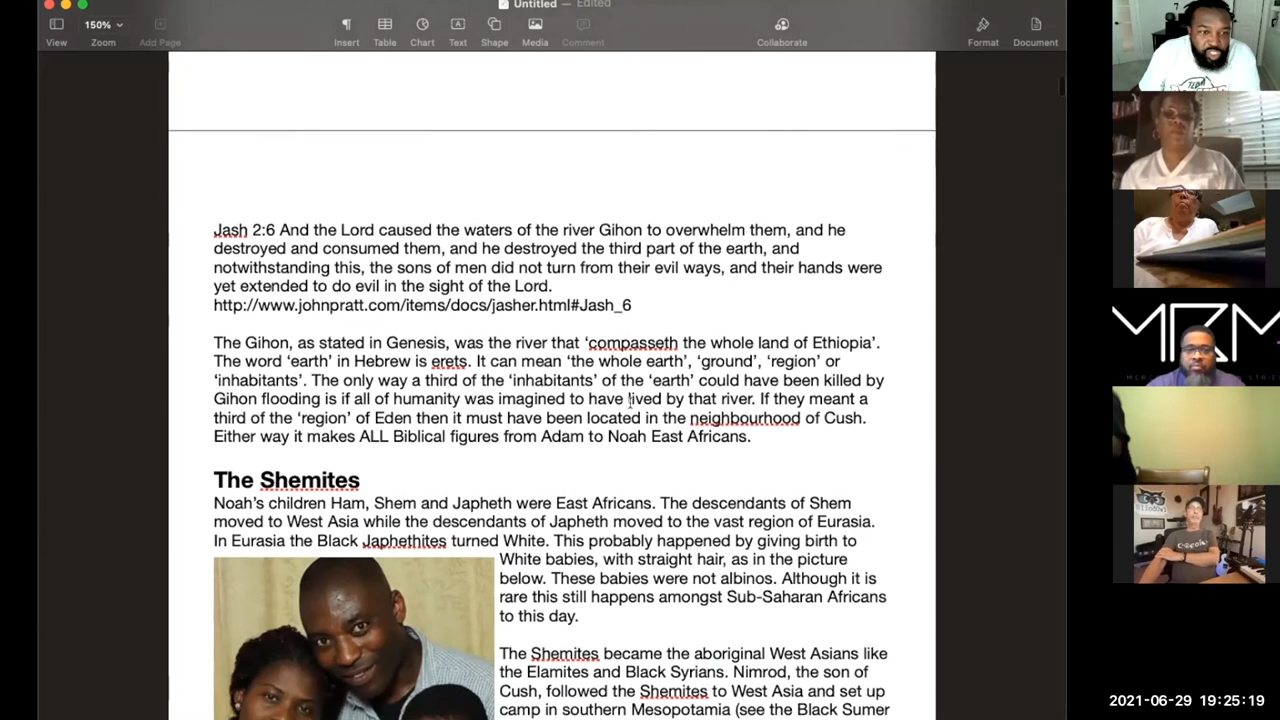 Untitled — Edited
150%
View Zoom Add Page Insert Table Chart Text Shape Media Comment Collaborate Format Document
Jash 2:6 And the Lord caused the waters of the river Gihon to overwhelm them, and he
destroyed and consumed them, and he destroyed the third part of the earth, and
notwithstanding this, the sons of men did not turn from their evil ways, and their hands were
yet extended to do evil in the sight of the Lord.
http://www.johnpratt.com/items/docs/jasher.html#Jash_6
The Gihon, as stated in Genesis, was the river that ‘compasseth the whole land of Ethiopia’.
The word ‘earth’ in Hebrew is erets. It can mean ‘the whole earth’, ‘ground’, ‘region’ or
‘inhabitants’. The only way a third of the ‘inhabitants’ of the ‘earth’ could have been killed by
Gihon flooding is if all of humanity was imagined to have lived by that river. If they meant a
third of the ‘region’ of Eden then it must have been located in the neighbourhood of Cush.
Either way it makes ALL Biblical figures from Adam to Noah East Africans.
The Shemites
Noah’s children Ham, Shem and Japheth were East Africans. The descendants of Shem
moved to West Asia while the descendants of Japheth moved to the vast region of Eurasia.
In Eurasia the Black Japhethites turned White. This probably happened by giving birth to
White babies, with straight hair, as in the picture
below. These babies were not albinos. Although it is
rare this still happens amongst Sub-Saharan Africans
to this day.
The Shemites became the aboriginal West Asians like
the Elamites and Black Syrians. Nimrod, the son of
Cush, followed the Shemites to West Asia and set up
camp in southern Mesopotamia (see the Black Sumer
MRM
2021-06-29 19:25:19